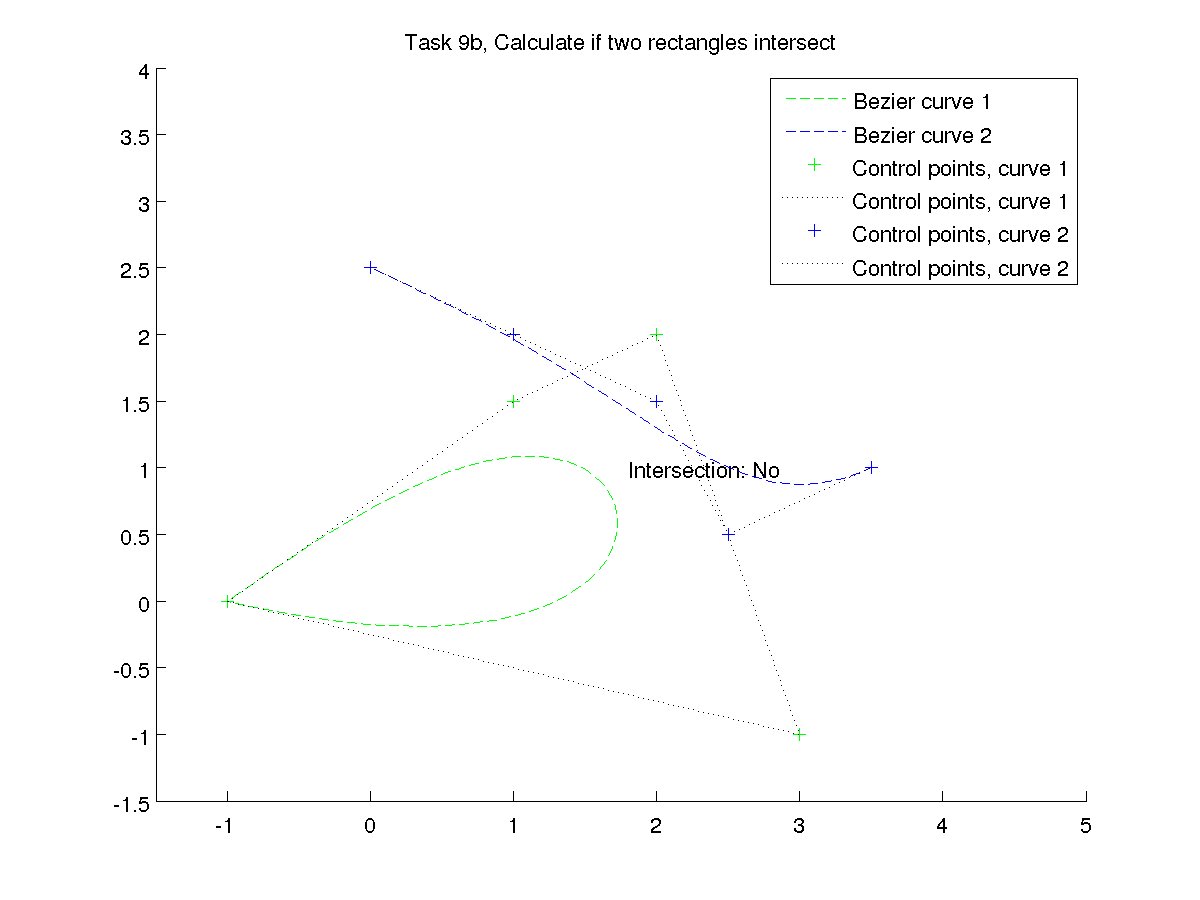 Task 9b, Calculate if two rectangles intersect
Bezier curve 1
Bezier curve 2
Control points, curve 1
Control points, curve 1
Control points, curve 2
Control points, curve 2
Intersection: No
4
3.5
3
2.5
2
1.5
1
0.5
0
-0.5
-1
-1.5
-1 0 1 2 3 4 5